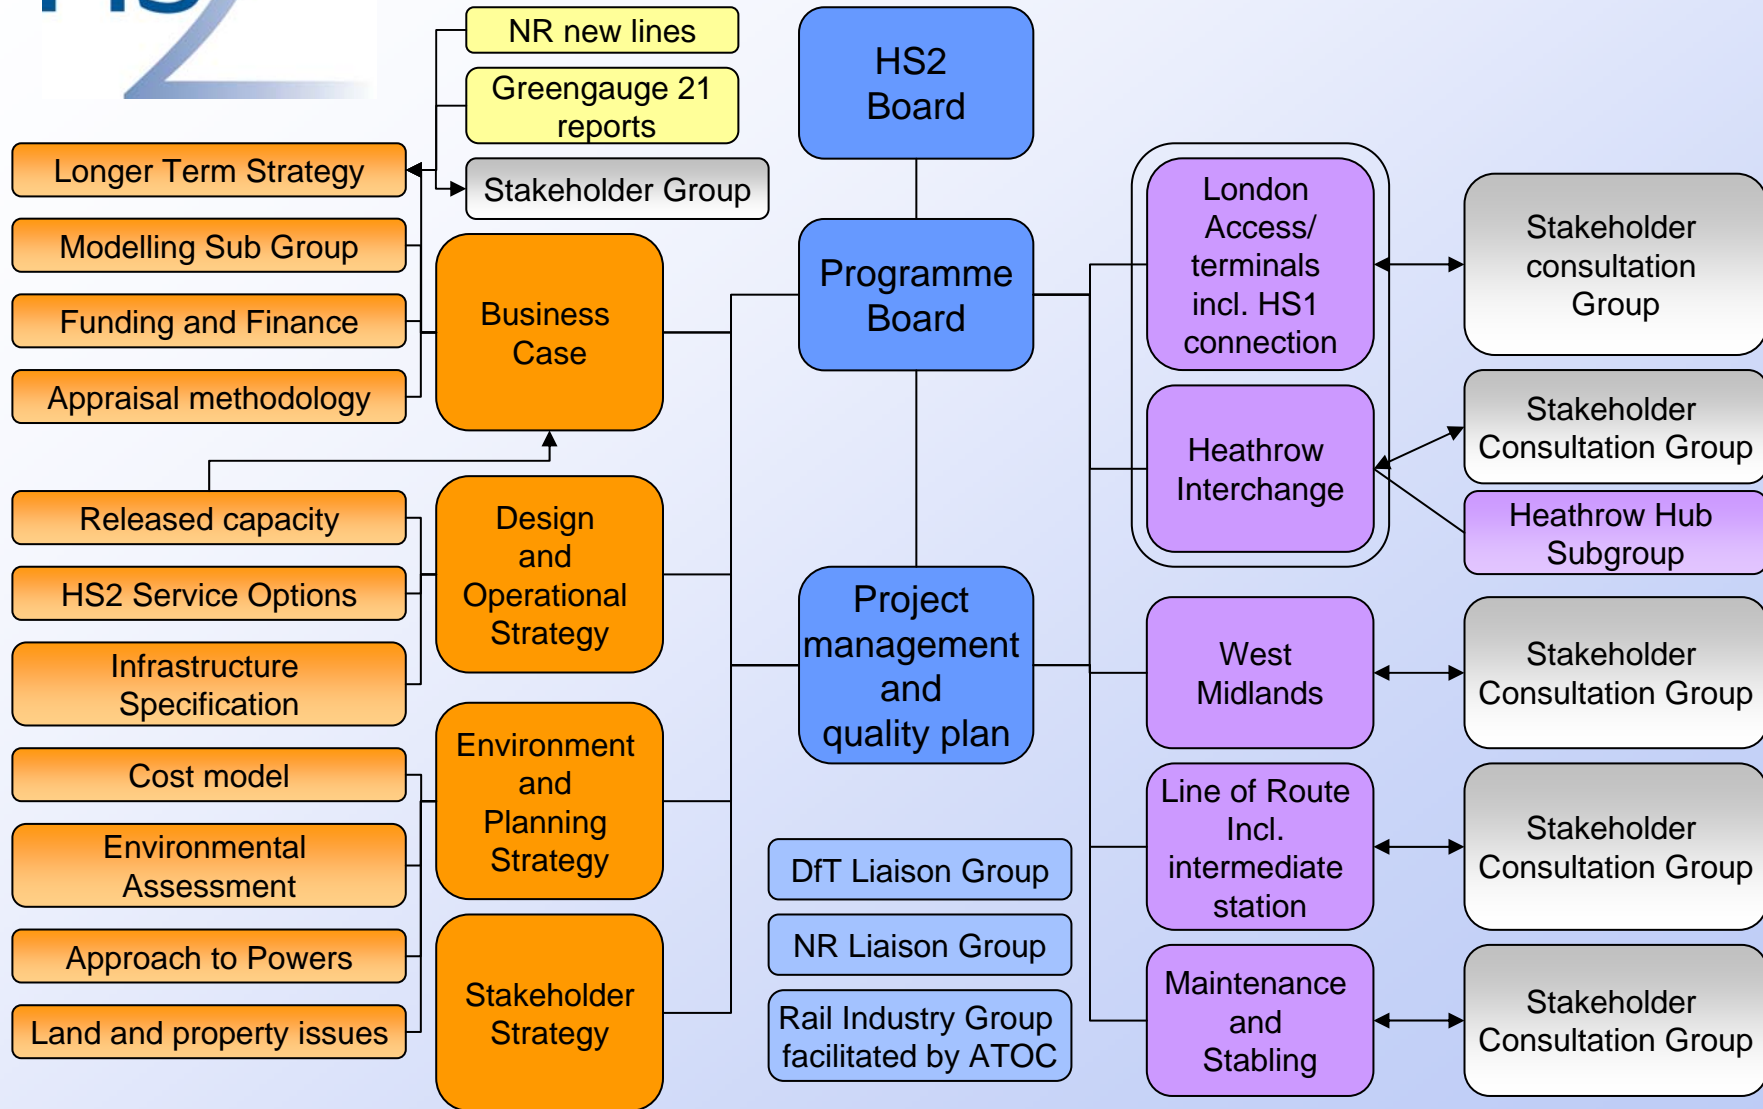 HS2
NR new lines
Greengauge 21
reports
Stakeholder Group
Longer Term Strategy
Modelling Sub Group
Funding and Finance
Appraisal methodology
Business
Case
Released capacity
HS2 Service Options
Infrastructure
Specification
Design
and
Operational
Strategy
Cost model
Environmental
Assessment
Approach to Powers
Land and property issues
Environment
and
Planning
Strategy
Stakeholder
Strategy
HS2
Board
Programme
Board
Project
management
and
quality plan
DfT Liaison Group
NR Liaison Group
Rail Industry Group
facilitated by ATOC
London
Access/
terminals
incl. HS1
connection
Stakeholder
consultation
Group
Heathrow
Interchange
Stakeholder
Consultation Group
Heathrow Hub
Subgroup
West
Midlands
Stakeholder
Consultation Group
Line of Route
Incl.
intermediate
station
Stakeholder
Consultation Group
Maintenance
and
Stabling
Stakeholder
Consultation Group